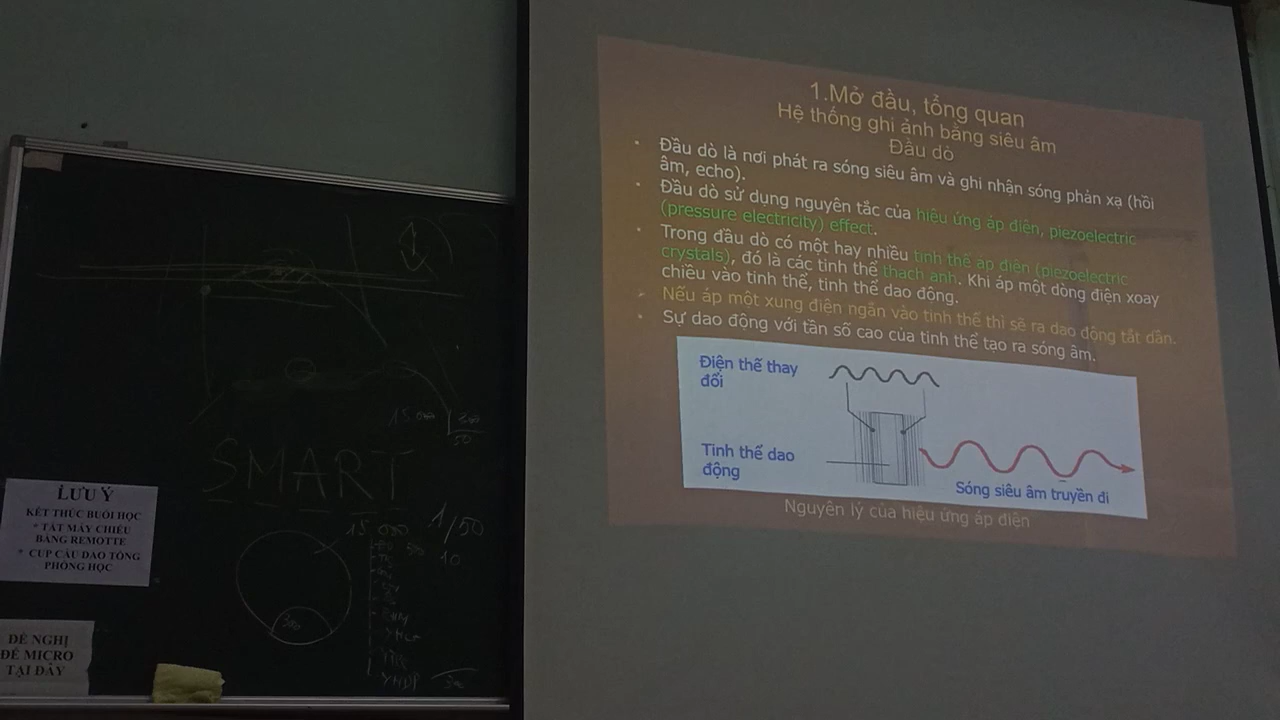 1.Mở đầu, tổng quan
Hệ thống ghi ảnh bằng siêu âm
Đầu dò
• Đầu dò là nơi phát ra sóng siêu âm và ghi nhận sóng phản xạ (hồi
âm, echo).
• Đầu dò sử dụng nguyên tắc của hiệu ứng áp điện, piezoelectric
(pressure electricity) effect.
• Trong đầu dò có một hay nhiều tinh thể áp điện (piezoelectric
crystals), đó là các tinh thể thạch anh. Khi áp một dòng điện xoay
chiều vào tinh thể, tinh thể dao động.
• Nếu áp một xung điện ngắn vào tinh thể thì sẽ ra dao động tắt dần.
• Sự dao động với tần số cao của tinh thể tạo ra sóng âm.
Điện thế thay
đổi
Tinh thể dao
động
Sóng siêu âm truyền đi
Nguyên lý của hiệu ứng áp điện
SMART
1/50
10
300
LƯU Ý
KẾT THÚC BUỔI HỌC
* TẮT MÁY CHIẾU
BẰNG REMOTTE
* CÚP CẦU DAO TỔNG
PHÒNG HỌC
ĐỀ NGHỊ
ĐỂ MICRO
TẠI ĐÂY